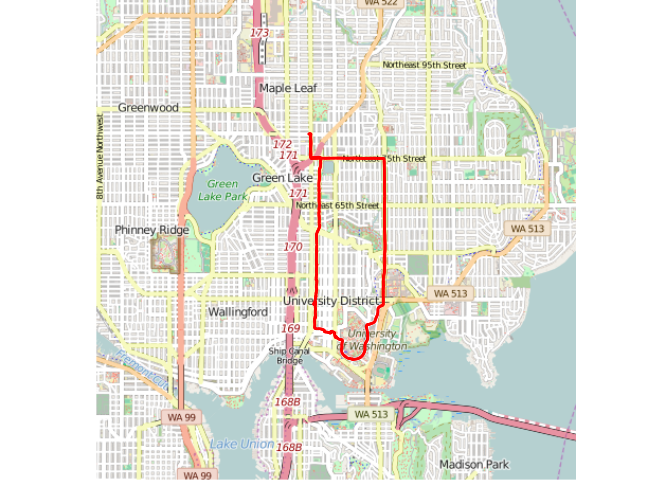 WA 522
173
Northeast 95th Street
Maple Leaf
Greenwood
8th Avenue Northwest
172
171
Northeast 75th Street
Green Lake
Green
Lake Park
171
Northeast 65th Street
Phinney Ridge
WA 513
170
WA 513
University District
Wallingford
169
University
of Washington
Ship Canal
Bridge
Fremont Cut
168B
WA 99
WA 513
Lake Union
168B
Madison Park
WA 99